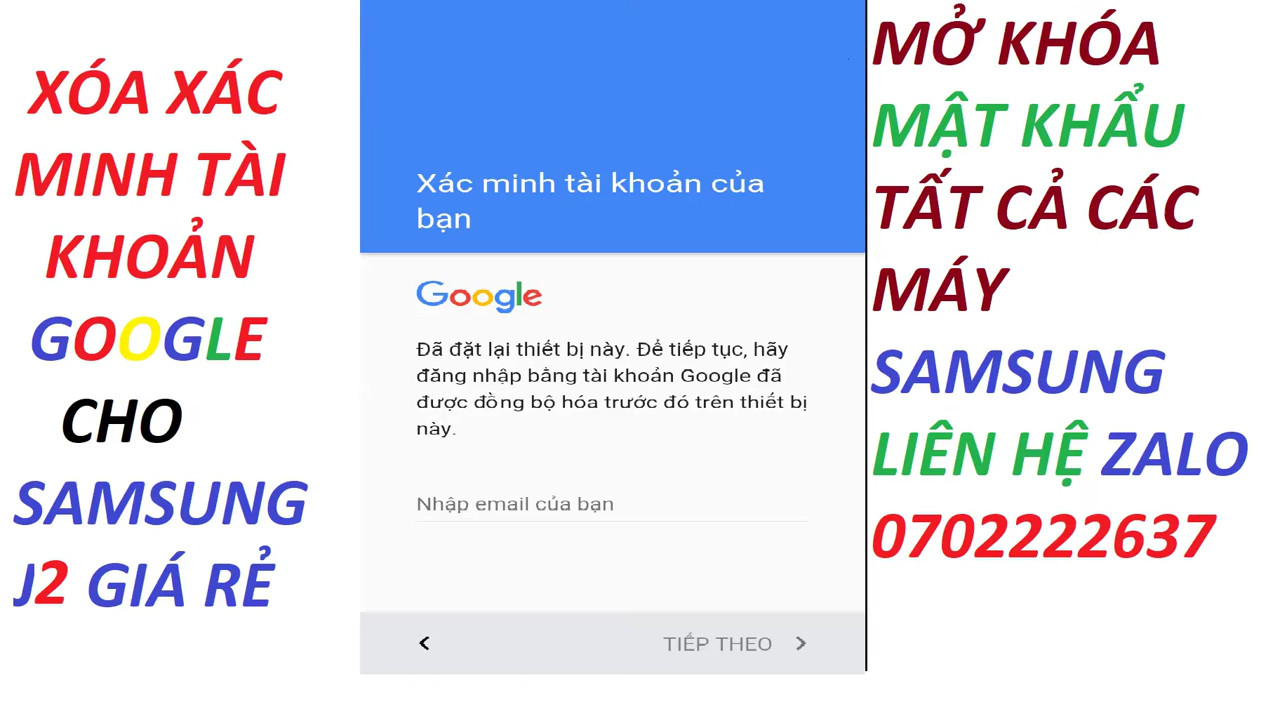 XÓA XÁC
MINH TÀI
KHOẢN
GOOGLE
CHO
SAMSUNG
J2 GIÁ RẺ
Xác minh tài khoản của
bạn
Google
Đã đặt lại thiết bị này. Để tiếp tục, hãy
đăng nhập bằng tài khoản Google đã
được đồng bộ hóa trước đó trên thiết bị
này.
Nhập email của bạn
TIẾP THEO
MỞ KHÓA
MẬT KHẨU
TẤT CẢ CÁC
MÁY
SAMSUNG
LIÊN HỆ ZALO
0702222637